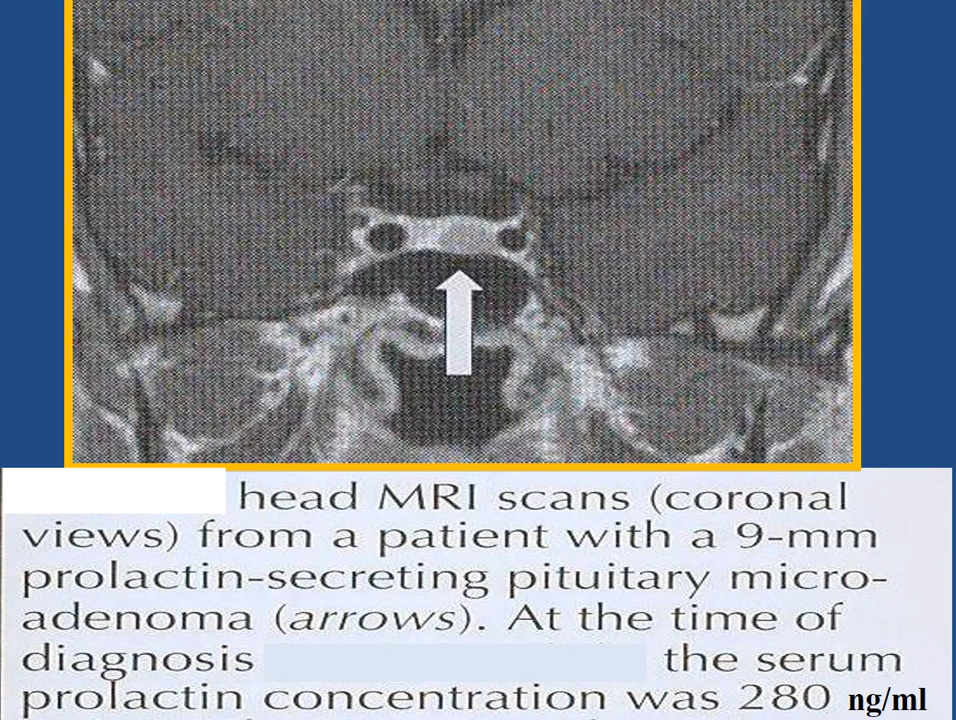 head MRI scans (coronal
views) from a patient with a 9-mm
prolactin-secreting pituitary micro-
adenoma (arrows). At the time of
diagnosis the serum
prolactin concentration was 280 ng/ml